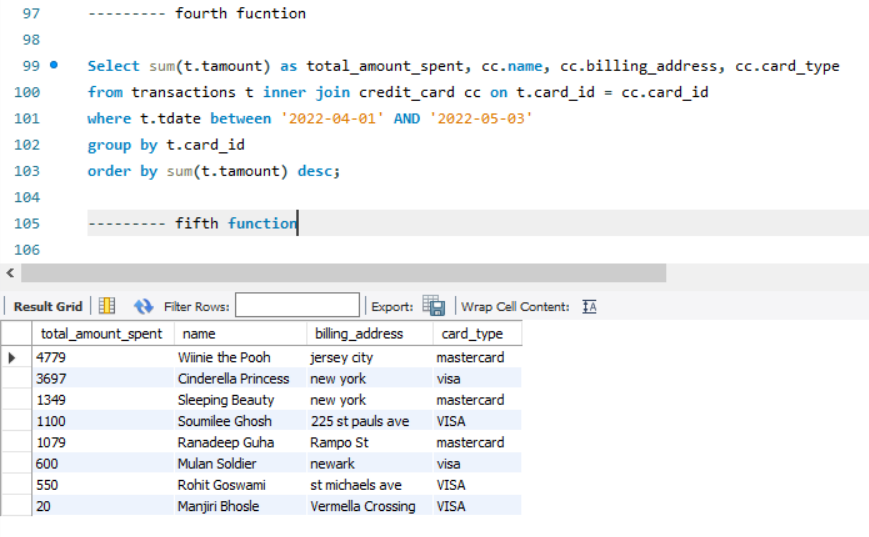 97 --------- fourth fucntion
98
99 Select sum(t.tamount) as total_amount_spent, cc.name, cc.billing_address, cc.card_type
100 from transactions t inner join credit_card cc on t.card_id = cc.card_id
101 where t.tdate between '2022-04-01' AND '2022-05-03'
102 group by t.card_id
103 order by sum(t.tamount) desc;
104
105 --------- fifth function
106
Result Grid Filter Rows: Export: Wrap Cell Content: IA
total_amount_spent name billing_address card_type
4779 Wiinie the Pooh jersey city mastercard
3697 Cinderella Princess new york visa
1349 Sleeping Beauty new york mastercard
1100 Soumilee Ghosh 225 st pauls ave VISA
1079 Ranadeep Guha Rampo St mastercard
600 Mulan Soldier newark visa
550 Rohit Goswami st michaels ave VISA
20 Manjiri Bhosle Vermella Crossing VISA